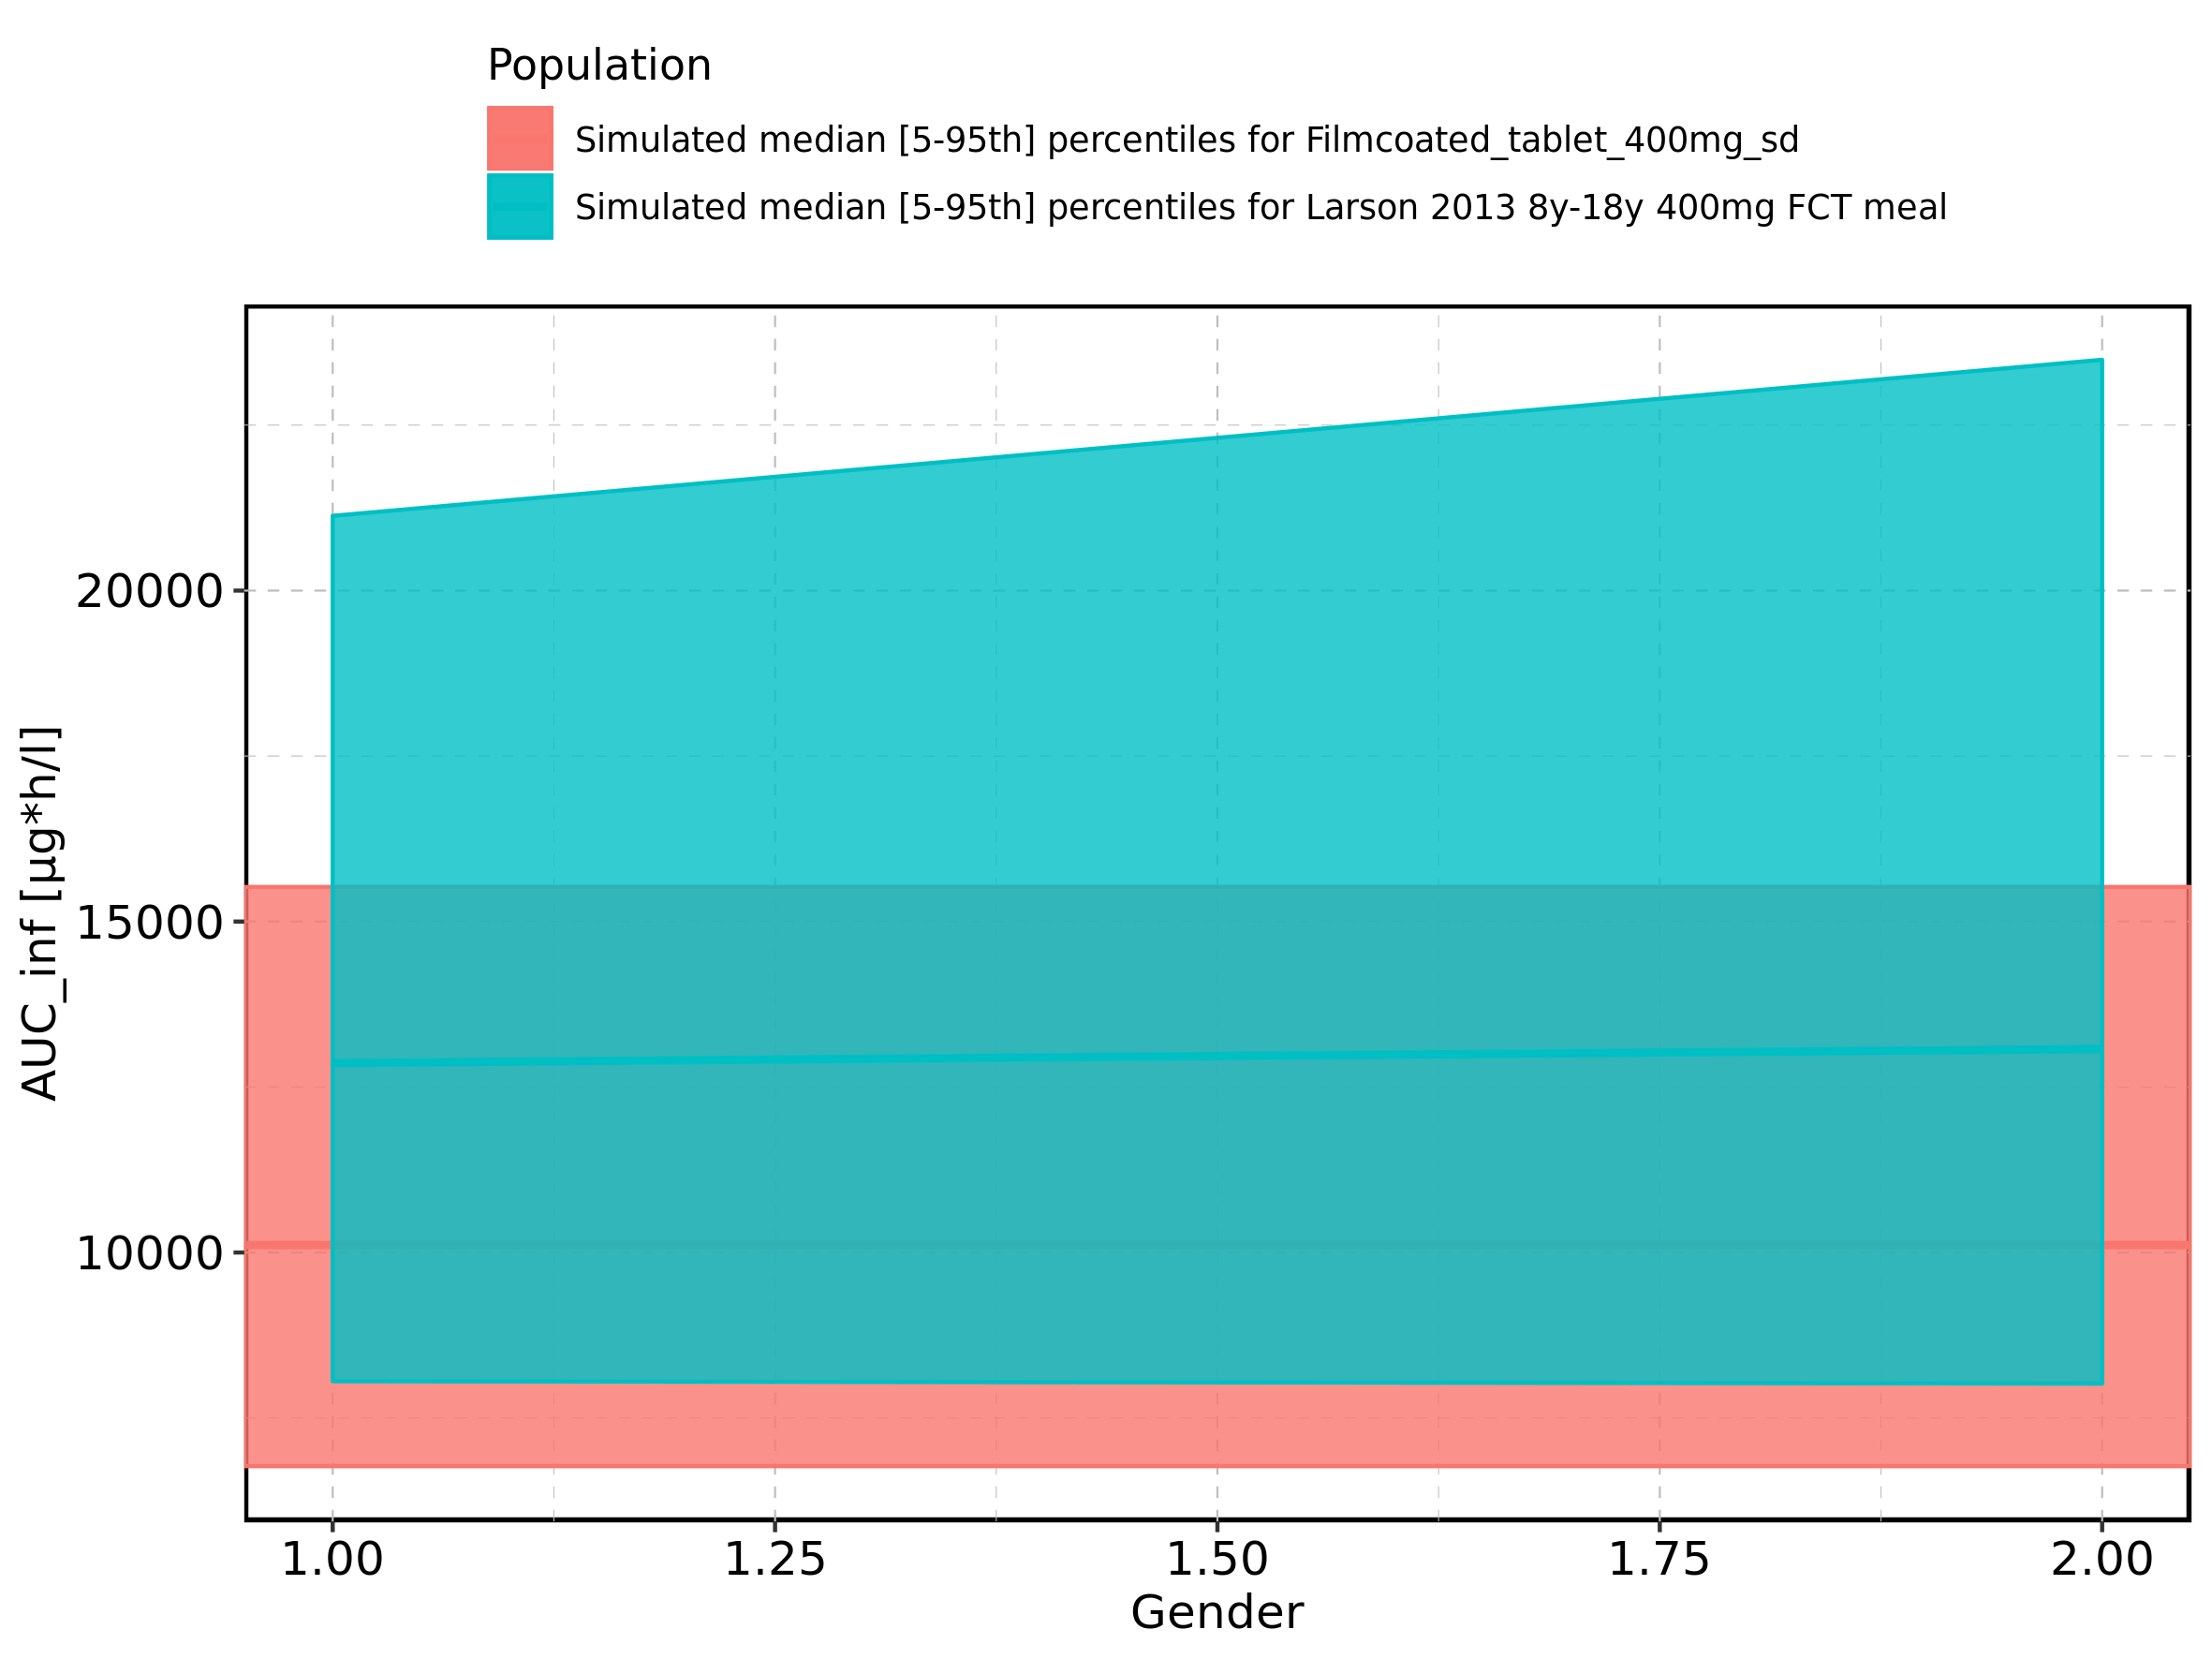 Population
Simulated median [5-95th] percentiles for Filmcoated_tablet_400mg_sd
Simulated median [5-95th] percentiles for Larson 2013 8y-18y 400mg FCT meal
AUC_inf [µg*h/l]
20000
15000
10000
1.00 1.25 1.50 1.75 2.00
Gender